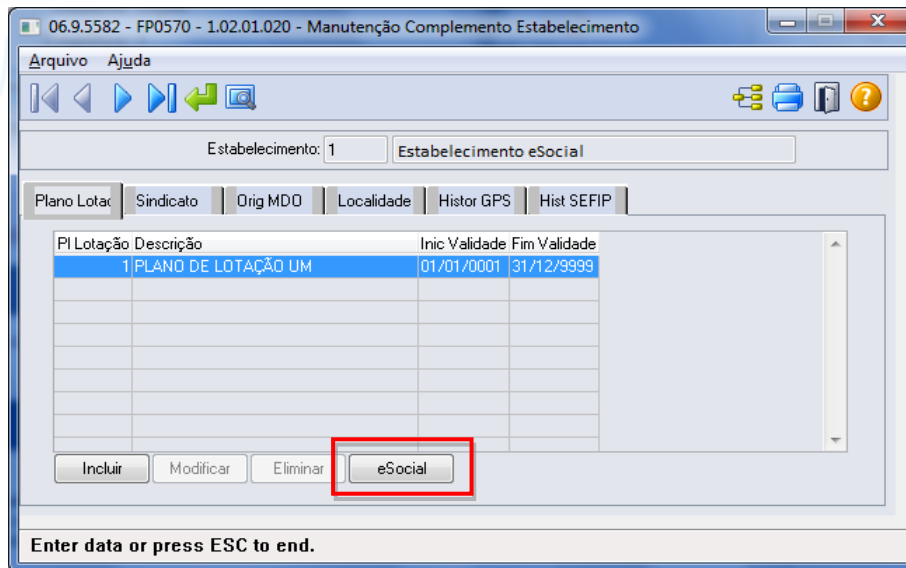 06.9.5582 - FP0570 - 1.02.01.020 - Manutenção Complemento Estabelecimento
Arquivo Ajuda
Estabelecimento: 1 Estabelecimento eSocial
Plano Lotaç Sindicato Orig MDO Localidade Histor GPS Hist SEFIP
Pl Lotação Descrição Inic Validade Fim Validade
1 PLANO DE LOTAÇÃO UM 01/01/0001 31/12/9999
Incluir Modificar Eliminar eSocial
Enter data or press ESC to end.